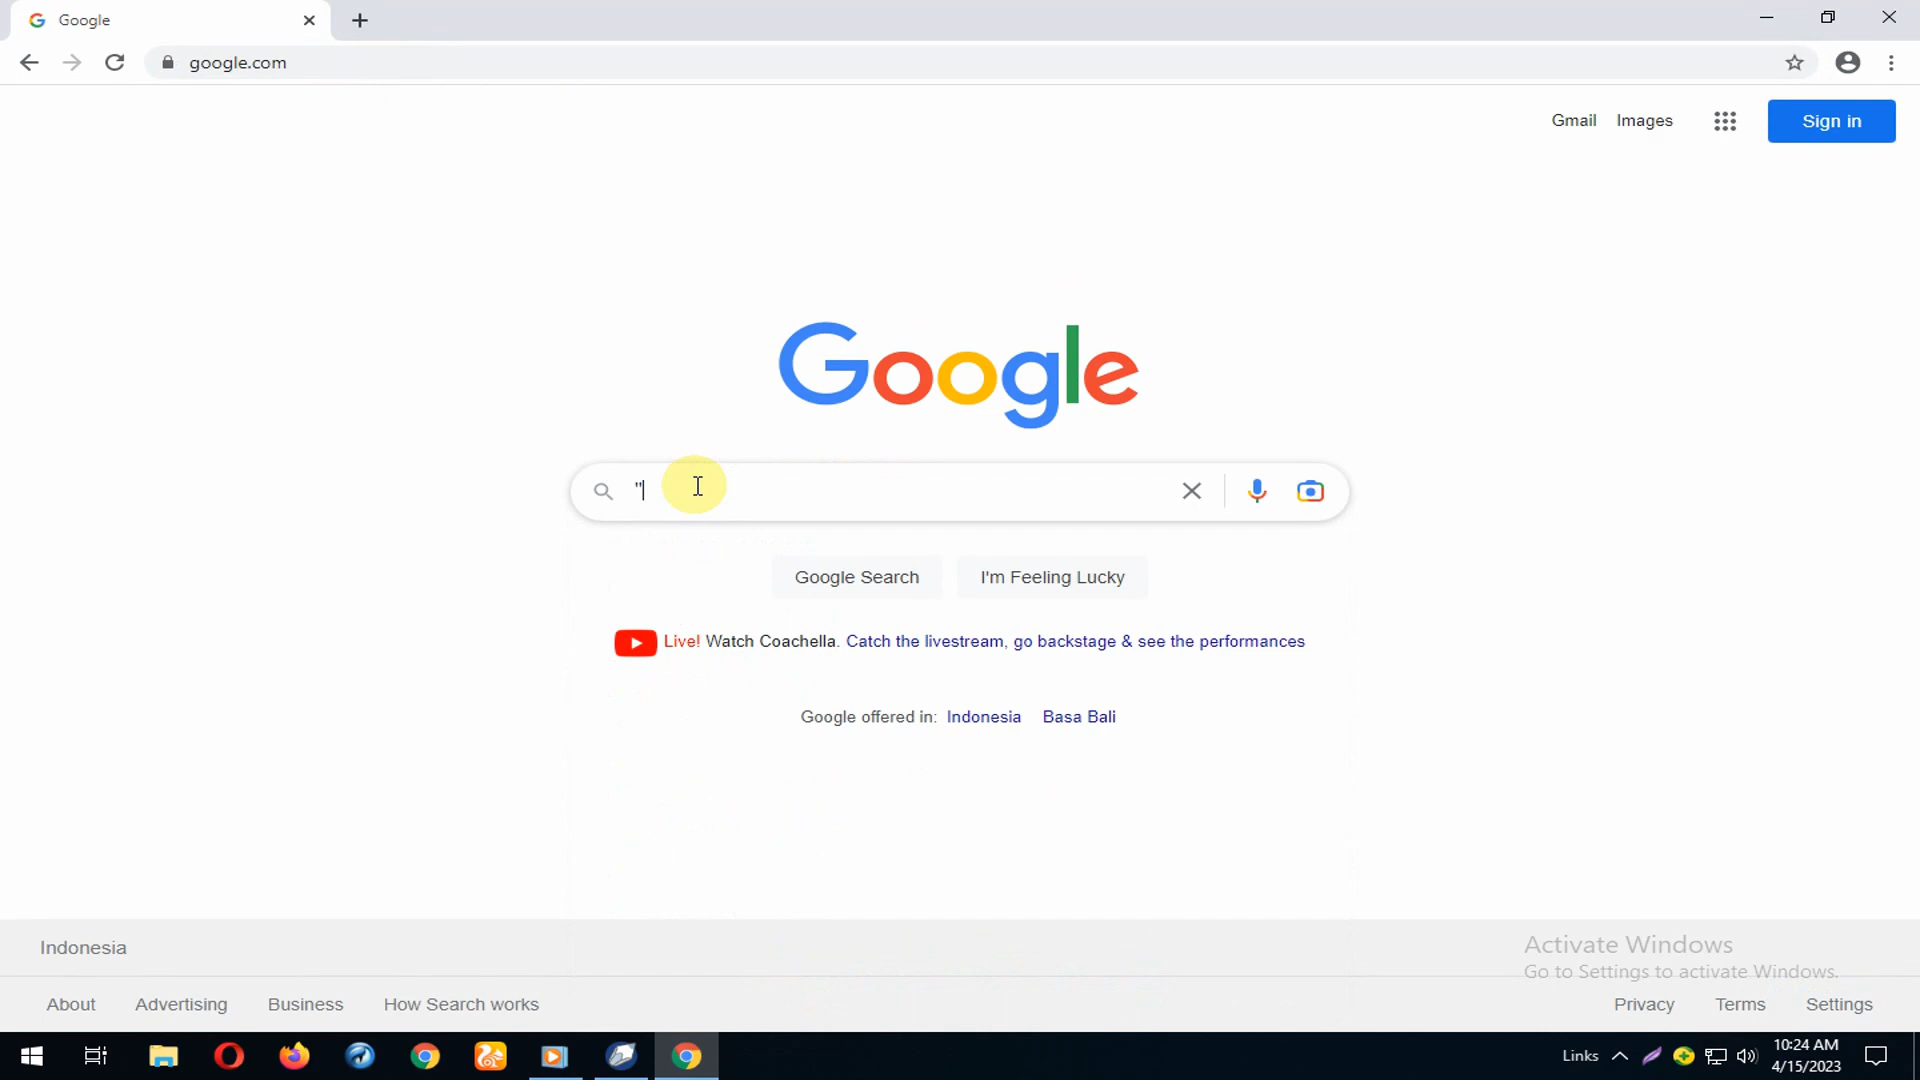 Google
google.com
Gmail Images Sign in
Google
"
Google Search I'm Feeling Lucky
Live! Watch Coachella. Catch the livestream, go backstage & see the performances
Google offered in: Indonesia Basa Bali
Indonesia
Activate Windows
Go to Settings to activate Windows.
About Advertising Business How Search works Privacy Terms Settings
Links 10:24 AM
4/15/2023